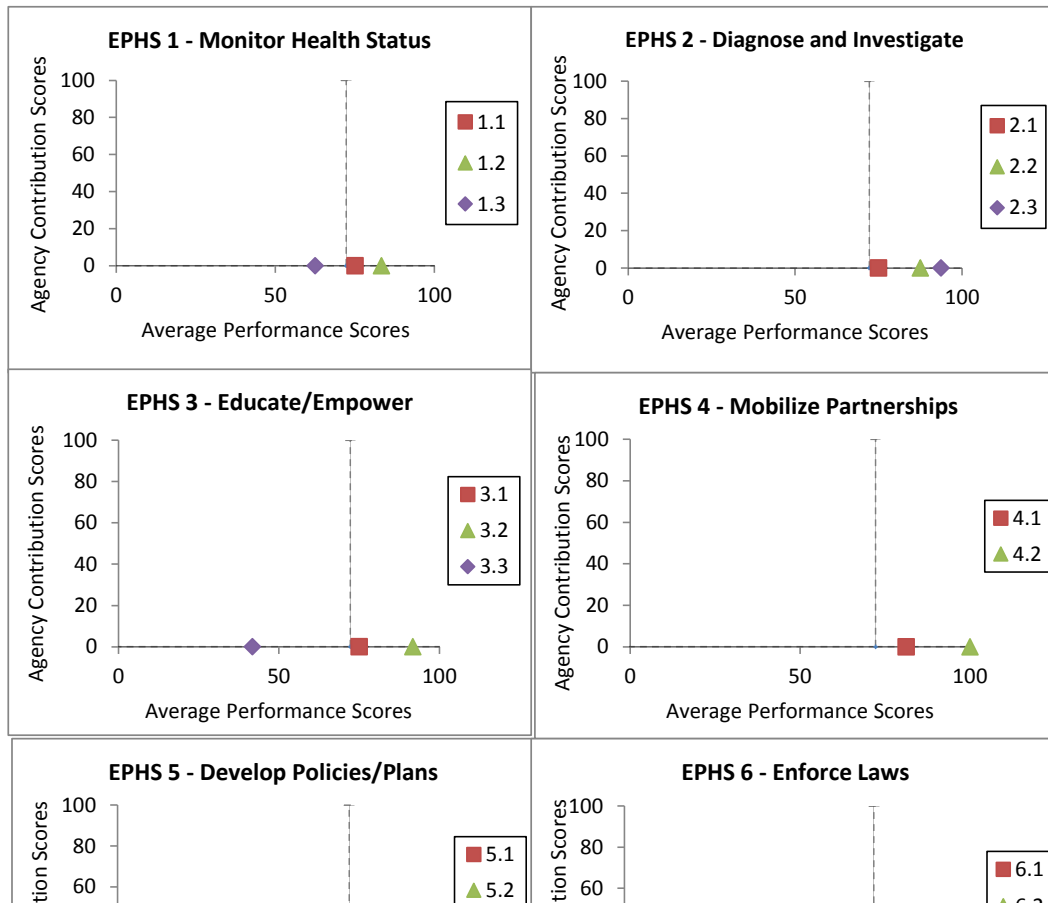 EPHS 1 - Monitor Health Status
Agency Contribution Scores
100
80
60
40
20
0
0 50 100
Average Performance Scores
1.1
1.2
1.3
EPHS 2 - Diagnose and Investigate
Agency Contribution Scores
100
80
60
40
20
0
0 50 100
Average Performance Scores
2.1
2.2
2.3
EPHS 3 - Educate/Empower
Agency Contribution Scores
100
80
60
40
20
0
0 50 100
Average Performance Scores
3.1
3.2
3.3
EPHS 4 - Mobilize Partnerships
Agency Contribution Scores
100
80
60
40
20
0
0 50 100
Average Performance Scores
4.1
4.2
EPHS 5 - Develop Policies/Plans
Scores
100
80
60
5.1
5.2
EPHS 6 - Enforce Laws
Scores
100
80
60
6.1